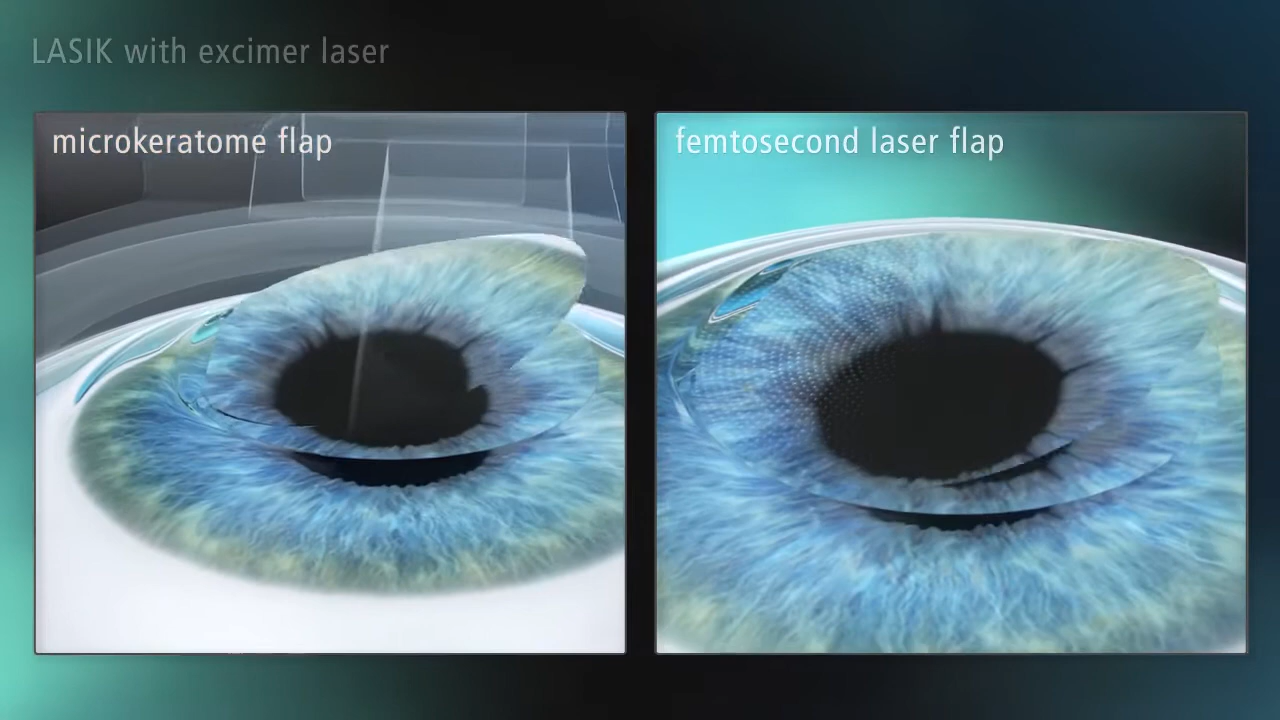 LASIK with excimer laser
microkeratome flap
femtosecond laser flap